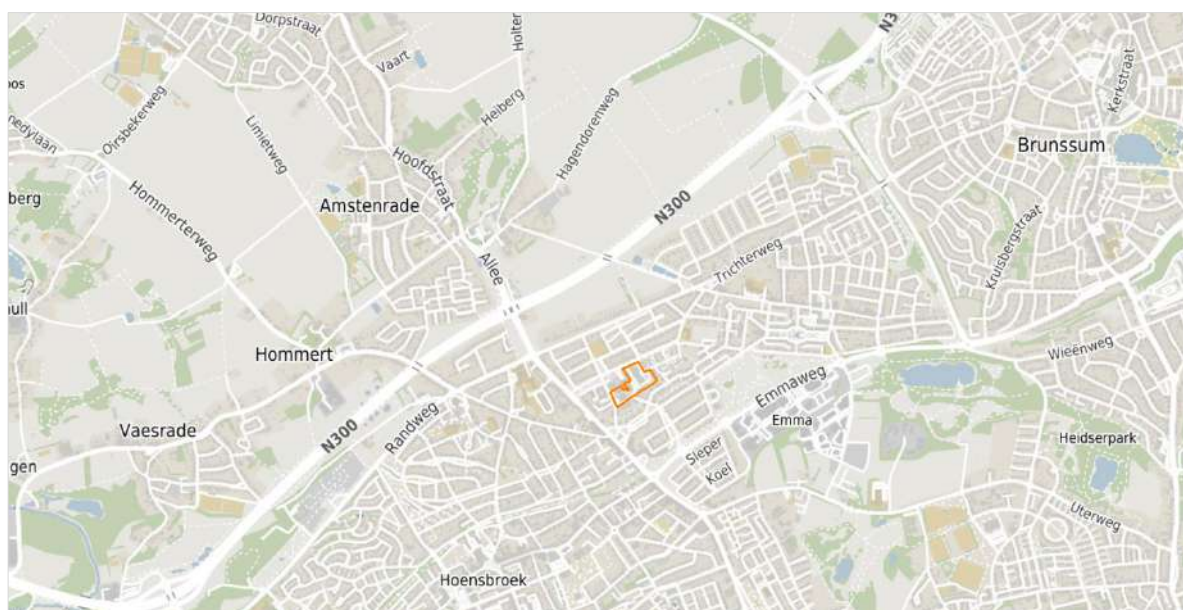 Dorpstraat
Holter
N3
Vaart
Kerkstraat
Oirsbekerweg
Heiberg
Limietweg
Hagendorenweg
Brunssum
Hoofdstraat
berg
Hommerterweg
Amstenrade
N300
Kruisbergstraat
Trichterweg
Allee
Wieënweg
Hommert
Emmaweg
Vaesrade
N300
Randweg
Emma
Heidserpark
gen
Sleper
Koel
Uterweg
Hoensbroek